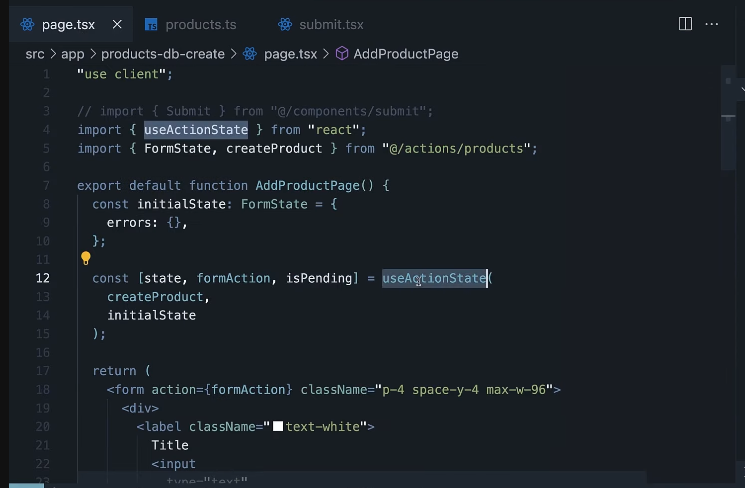 page.tsx
products.ts
submit.tsx
src > app > products-db-create > page.tsx > AddProductPage
1 "use client";
2
3 // import { Submit } from "@/components/submit";
4 import { useActionState } from "react";
5 import { FormState, createProduct } from "@/actions/products";
6
7 export default function AddProductPage() {
8 const initialState: FormState = {
9 errors: {},
10 };
11
12 const [state, formAction, isPending] = useActionState(
13 createProduct,
14 initialState
15 );
16
17 return (
18 <form action={formAction} className="p-4 space-y-4 max-w-96">
19 <div>
20 <label className="text-white">
21 Title
22 <input
23 type="text"